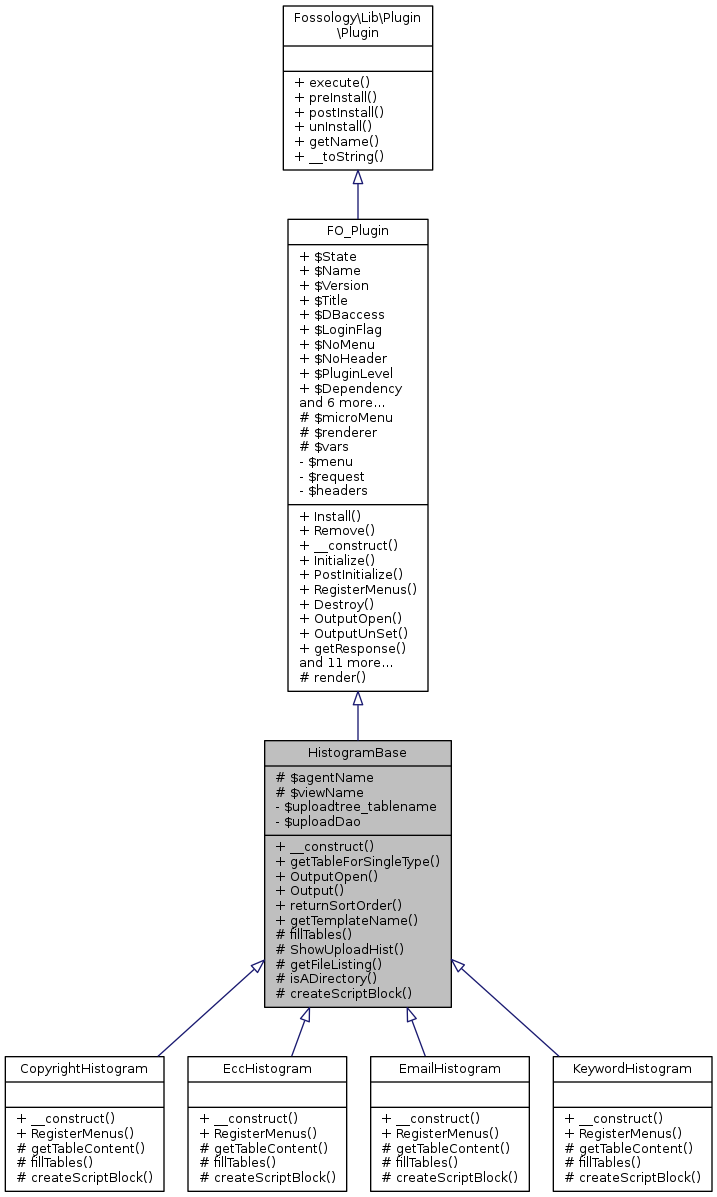 Fossology\Lib\Plugin
\Plugin
+ execute()
+ preInstall()
+ postInstall()
+ unInstall()
+ getName()
+ __toString()
FO_Plugin
+ $State
+ $Name
+ $Version
+ $Title
+ $DBaccess
+ $LoginFlag
+ $NoMenu
+ $NoHeader
+ $PluginLevel
+ $Dependency
and 6 more...
# $microMenu
# $renderer
# $vars
- $menu
- $request
- $headers
+ Install()
+ Remove()
+ __construct()
+ Initialize()
+ PostInitialize()
+ RegisterMenus()
+ Destroy()
+ OutputOpen()
+ OutputUnSet()
+ getResponse()
and 11 more...
# render()
HistogramBase
# $agentName
# $viewName
- $uploadtree_tablename
- $uploadDao
+ __construct()
+ getTableForSingleType()
+ OutputOpen()
+ Output()
+ returnSortOrder()
+ getTemplateName()
# fillTables()
# ShowUploadHist()
# getFileListing()
# isADirectory()
# createScriptBlock()
CopyrightHistogram
+ __construct()
+ RegisterMenus()
# getTableContent()
# fillTables()
# createScriptBlock()
EccHistogram
+ __construct()
+ RegisterMenus()
# getTableContent()
# fillTables()
# createScriptBlock()
EmailHistogram
+ __construct()
+ RegisterMenus()
# getTableContent()
# fillTables()
# createScriptBlock()
KeywordHistogram
+ __construct()
+ RegisterMenus()
# getTableContent()
# fillTables()
# createScriptBlock()